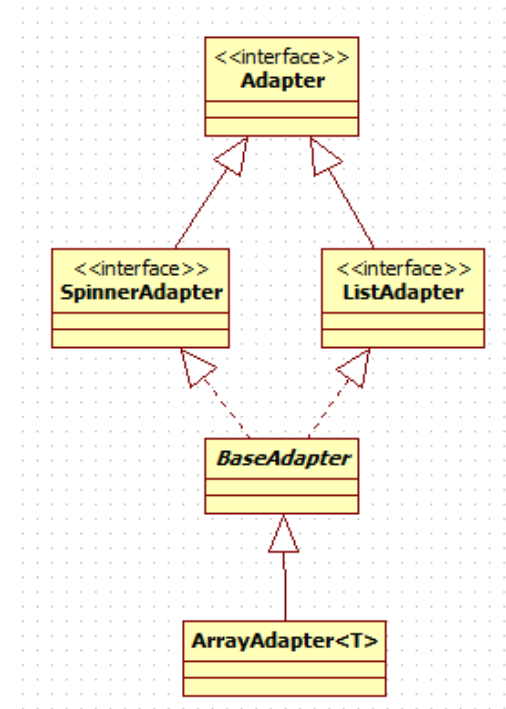 <<interface>>
Adapter
<<interface>>
SpinnerAdapter
<<interface>>
ListAdapter
BaseAdapter
ArrayAdapter<T>